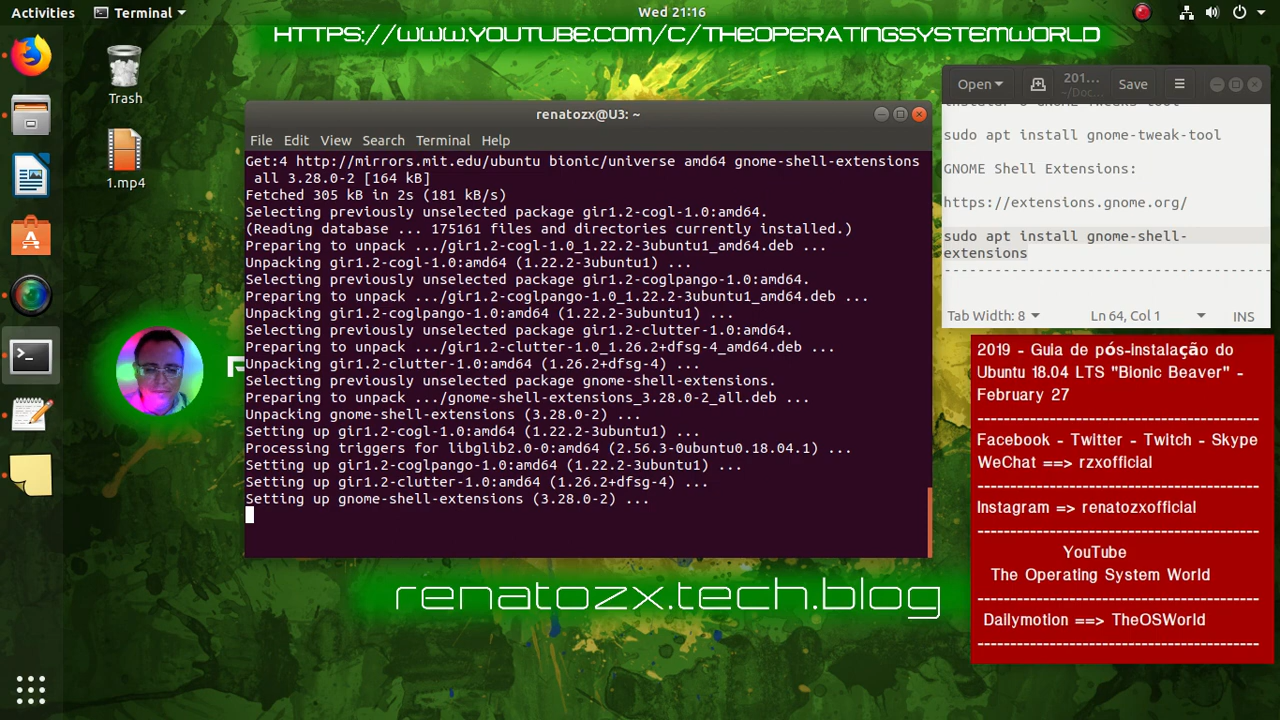 Activities
Terminal
Wed 21:16
HTTPS://WWW.YOUTUBE.COM/C/THEOPERATINGSYSTEMWORLD
Trash
1.mp4
renatozx@U3: ~
File Edit View Search Terminal Help
Get:4 http://mirrors.mit.edu/ubuntu bionic/universe amd64 gnome-shell-extensions
all 3.28.0-2 [164 kB]
Fetched 305 kB in 2s (181 kB/s)
Selecting previously unselected package gir1.2-cogl-1.0:amd64.
(Reading database ... 175161 files and directories currently installed.)
Preparing to unpack .../gir1.2-cogl-1.0_1.22.2-3ubuntu1_amd64.deb ...
Unpacking gir1.2-cogl-1.0:amd64 (1.22.2-3ubuntu1) ...
Selecting previously unselected package gir1.2-coglpango-1.0:amd64.
Preparing to unpack .../gir1.2-coglpango-1.0_1.22.2-3ubuntu1_amd64.deb ...
Unpacking gir1.2-coglpango-1.0:amd64 (1.22.2-3ubuntu1) ...
Selecting previously unselected package gir1.2-clutter-1.0:amd64.
Preparing to unpack .../gir1.2-clutter-1.0_1.26.2+dfsg-4_amd64.deb ...
Unpacking gir1.2-clutter-1.0:amd64 (1.26.2+dfsg-4) ...
Selecting previously unselected package gnome-shell-extensions.
Preparing to unpack .../gnome-shell-extensions_3.28.0-2_all.deb ...
Unpacking gnome-shell-extensions (3.28.0-2) ...
Setting up gir1.2-cogl-1.0:amd64 (1.22.2-3ubuntu1) ...
Processing triggers for libglib2.0-0:amd64 (2.56.3-0ubuntu0.18.04.1) ...
Setting up gir1.2-coglpango-1.0:amd64 (1.22.2-3ubuntu1) ...
Setting up gir1.2-clutter-1.0:amd64 (1.26.2+dfsg-4) ...
Setting up gnome-shell-extensions (3.28.0-2) ...
Open
201...
~/Doc...
Save
sudo apt install gnome-tweak-tool
GNOME Shell Extensions:
https://extensions.gnome.org/
sudo apt install gnome-shell-
extensions
----------------------------------------
Tab Width: 8
Ln 64, Col 1
INS
2019 - Guia de pós-Instalação do
Ubuntu 18.04 LTS "Bionic Beaver" -
February 27
----------------------------------------
Facebook - Twitter - Twitch - Skype
WeChat ==> rzxofficial
----------------------------------------
Instagram => renatozxofficial
----------------------------------------
YouTube
The Operating System World
----------------------------------------
Dailymotion ==> TheOSWorld
----------------------------------------
renatozx.tech.blog